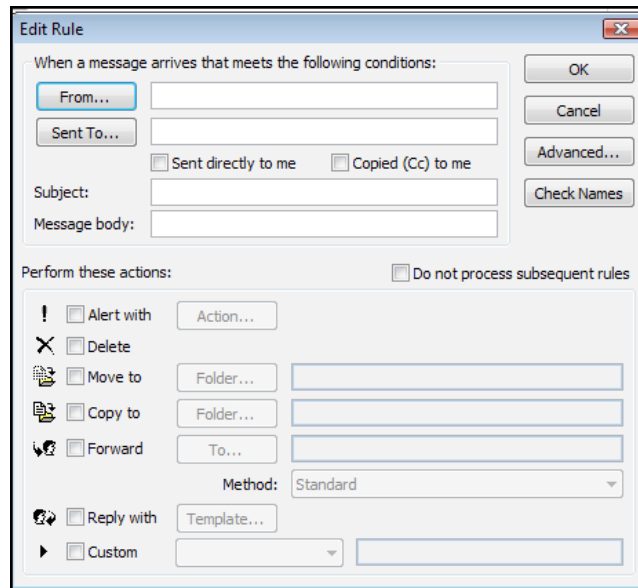 Edit Rule
When a message arrives that meets the following conditions:
OK
From...
Cancel
Sent To...
Advanced...
Sent directly to me Copied (Cc) to me
Subject:
Check Names
Message body:
Perform these actions: Do not process subsequent rules
Alert with Action...
Delete
Move to Folder...
Copy to Folder...
Forward To...
Method: Standard
Reply with Template...
Custom